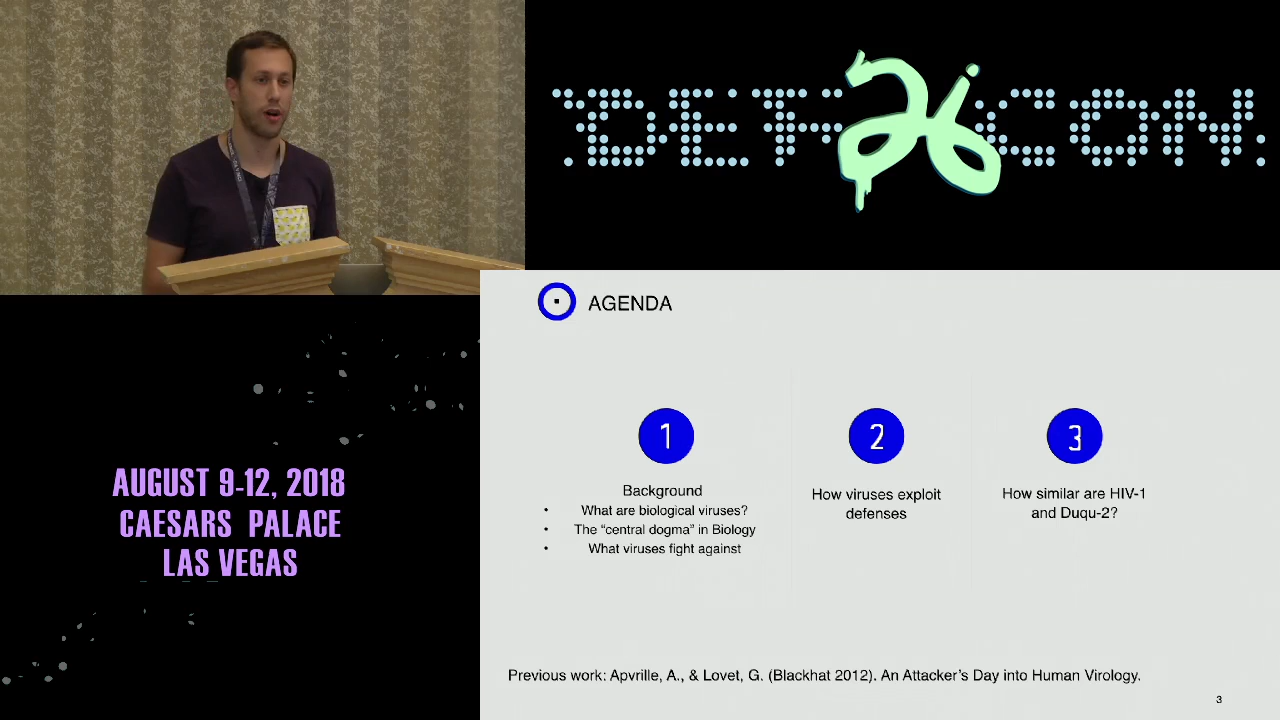 DEF 26 CON.
AGENDA
1
2
3
Background
• What are biological viruses?
• The “central dogma” in Biology
• What viruses fight against
How viruses exploit
defenses
How similar are HIV-1
and Duqu-2?
Previous work: Apvrille, A., & Lovet, G. (Blackhat 2012). An Attacker’s Day into Human Virology.
3
AUGUST 9-12, 2018
CAESARS PALACE
LAS VEGAS